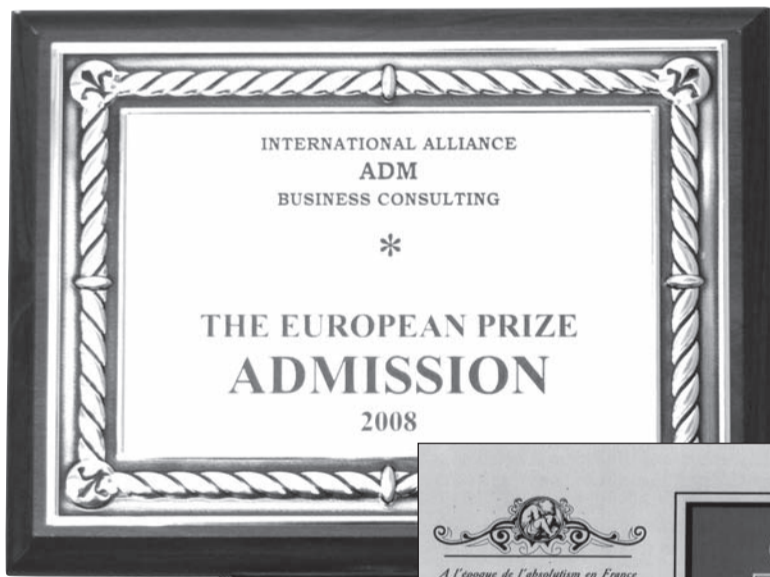 INTERNATIONAL ALLIANCE
ADM
BUSINESS CONSULTING
*
THE EUROPEAN PRIZE
ADMISSION
2008
A l'epoque de l'absolutism en France